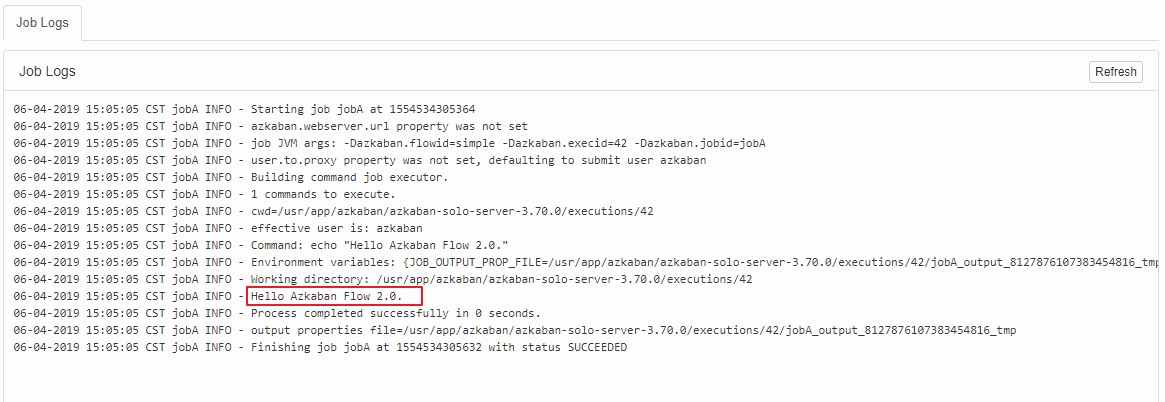 Job Logs
Job Logs
Refresh
06-04-2019 15:05:05 CST jobA INFO - Starting job jobA at 1554534305364
06-04-2019 15:05:05 CST jobA INFO - azkaban.webserver.url property was not set
06-04-2019 15:05:05 CST jobA INFO - job JVM args: -Dazkaban.flowid=simple -Dazkaban.execid=42 -Dazkaban.jobid=jobA
06-04-2019 15:05:05 CST jobA INFO - user.to.proxy property was not set, defaulting to submit user azkaban
06-04-2019 15:05:05 CST jobA INFO - Building command job executor.
06-04-2019 15:05:05 CST jobA INFO - 1 commands to execute.
06-04-2019 15:05:05 CST jobA INFO - cwd=/usr/app/azkaban/azkaban-solo-server-3.70.0/executions/42
06-04-2019 15:05:05 CST jobA INFO - effective user is: azkaban
06-04-2019 15:05:05 CST jobA INFO - Command: echo "Hello Azkaban Flow 2.0."
06-04-2019 15:05:05 CST jobA INFO - Environment variables: {JOB_OUTPUT_PROP_FILE=/usr/app/azkaban/azkaban-solo-server-3.70.0/executions/42/jobA_output_8127876107383454816_tmp
06-04-2019 15:05:05 CST jobA INFO - Working directory: /usr/app/azkaban/azkaban-solo-server-3.70.0/executions/42
06-04-2019 15:05:05 CST jobA INFO - Hello Azkaban Flow 2.0.
06-04-2019 15:05:05 CST jobA INFO - Process completed successfully in 0 seconds.
06-04-2019 15:05:05 CST jobA INFO - output properties file=/usr/app/azkaban/azkaban-solo-server-3.70.0/executions/42/jobA_output_8127876107383454816_tmp
06-04-2019 15:05:05 CST jobA INFO - Finishing job jobA at 1554534305632 with status SUCCEEDED